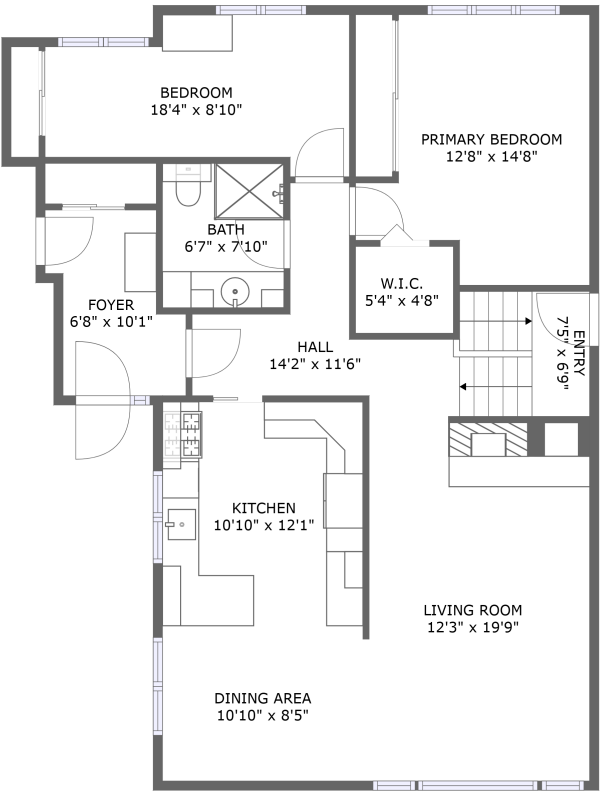 BEDROOM
18'4" x 8'10"
PRIMARY BEDROOM
12'8" x 14'8"
BATH
6'7" x 7'10"
W.I.C.
5'4" x 4'8"
FOYER
6'8" x 10'1"
ENTRY
7'5" x 6'9"
HALL
14'2" x 11'6"
KITCHEN
10'10" x 12'1"
LIVING ROOM
12'3" x 19'9"
DINING AREA
10'10" x 8'5"